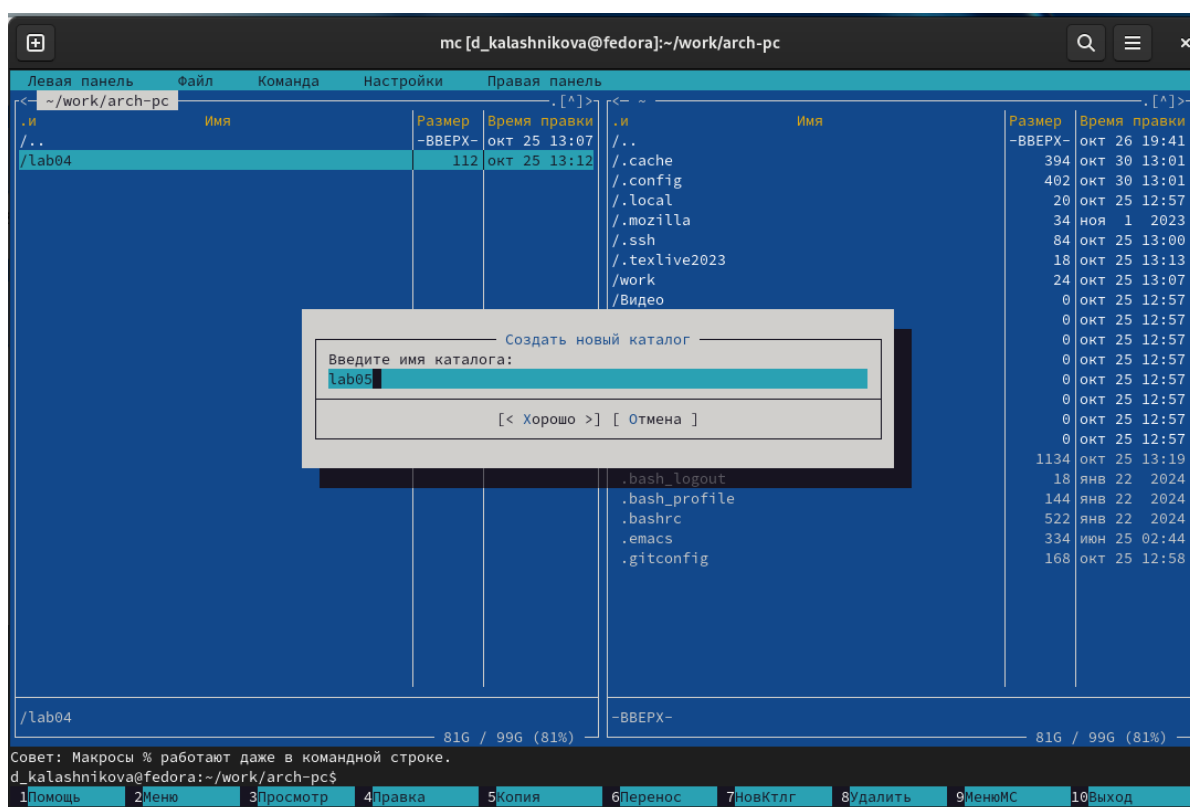 mc [d_kalashnikova@fedora]:~/work/arch-pc
Левая панель Файл Команда Настройки Правая панель
<— ~/work/arch-pc .[^]>
.и Имя Размер Время правки
/.. -ВВЕРХ- окт 25 13:07
/lab04 112 окт 25 13:12
<— ~ .[^]>
.и Имя Размер Время правки
/.. -ВВЕРХ- окт 26 19:41
/.cache 394 окт 30 13:01
/.config 402 окт 30 13:01
/.local 20 окт 25 12:57
/.mozilla 34 ноя 1 2023
/.ssh 84 окт 25 13:00
/.texlive2023 18 окт 25 13:13
/work 24 окт 25 13:07
/Видео 0 окт 25 12:57
0 окт 25 12:57
0 окт 25 12:57
0 окт 25 12:57
0 окт 25 12:57
0 окт 25 12:57
0 окт 25 12:57
0 окт 25 12:57
1134 окт 25 13:19
.bash_logout 18 янв 22 2024
.bash_profile 144 янв 22 2024
.bashrc 522 янв 22 2024
.emacs 334 июн 25 02:44
.gitconfig 168 окт 25 12:58
Создать новый каталог
Введите имя каталога:
lab05
[< Хорошо >] [ Отмена ]
/lab04
81G / 99G (81%)
-ВВЕРХ-
81G / 99G (81%)
Совет: Макросы % работают даже в командной строке.
d_kalashnikova@fedora:~/work/arch-pc$
1Помощь 2Меню 3Просмотр 4Правка 5Копия 6Перенос 7НовКтлг 8Удалить 9МенюMC 10Выход